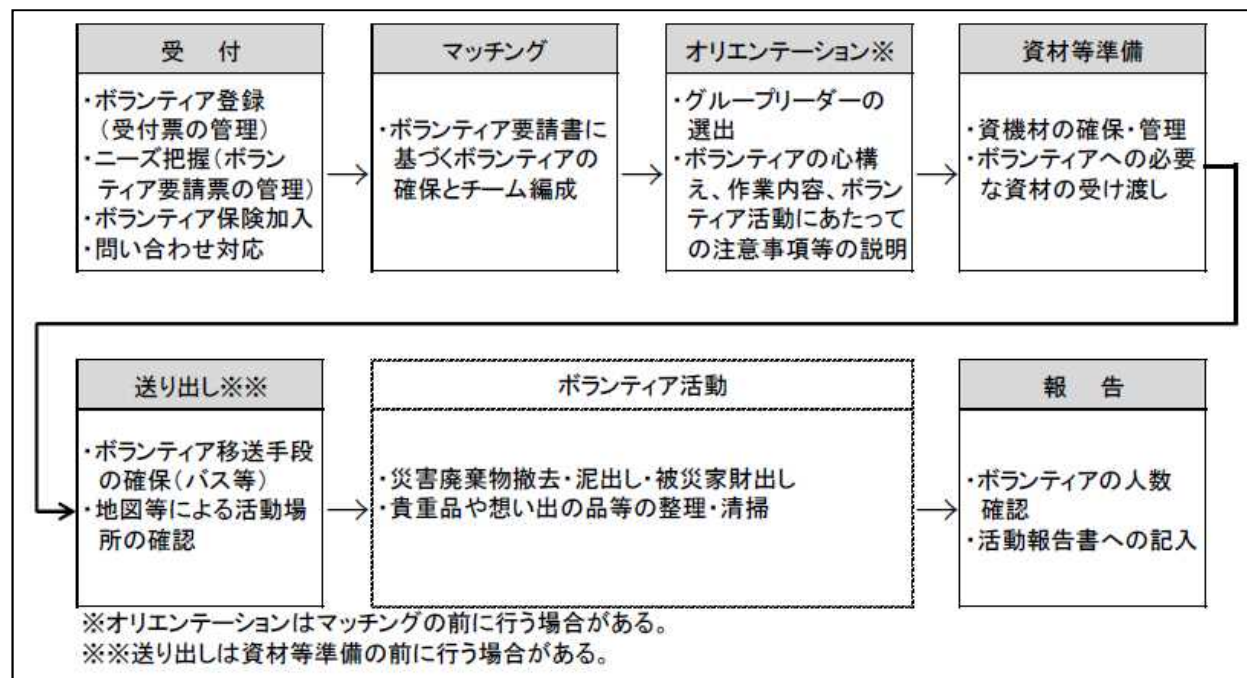 受　付
・ボランティア登録
（受付票の管理）
・ニーズ把握（ボラン
ティア要請票の管理）
・ボランティア保険加入
・問い合わせ対応
マッチング
・ボランティア要請書に
基づくボランティアの
確保とチーム編成
オリエンテーション※
・グループリーダーの
選出
・ボランティアの心構
え、作業内容、ボラン
ティア活動にあたって
の注意事項等の説明
資材等準備
・資機材の確保・管理
・ボランティアへの必要
な資材の受け渡し
送り出し※※
・ボランティア移送手段
の確保（バス等）
・地図等による活動場
所の確認
ボランティア活動
・災害廃棄物撤去・泥出し・被災家財出し
・貴重品や想い出の品等の整理・清掃
報　告
・ボランティアの人数
確認
・活動報告書への記入
※オリエンテーションはマッチングの前に行う場合がある。
※※送り出しは資材等準備の前に行う場合がある。